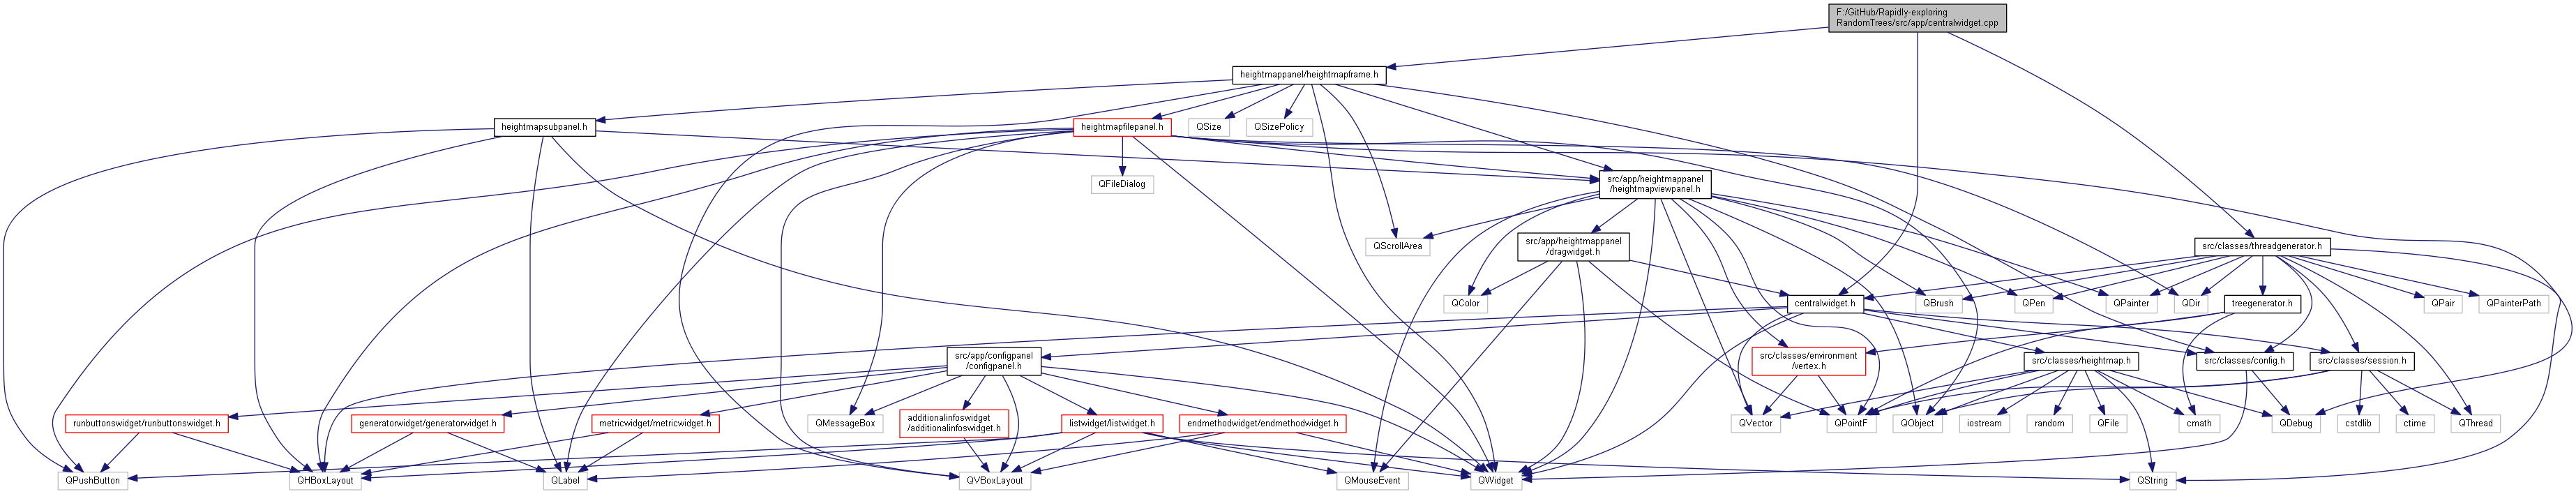 F:/GitHub/Rapidly-exploring
RandomTrees/src/app/centralwidget.cpp
heightmappanel/heightmapframe.h
heightmapsubpanel.h
heightmapfilepanel.h
QSize
QSizePolicy
QFileDialog
src/app/heightmappanel
/heightmapviewpanel.h
QScrollArea
src/app/heightmappanel
/dragwidget.h
src/classes/threadgenerator.h
QColor
centralwidget.h
QBrush
QPen
QPainter
QDir
treegenerator.h
QPair
QPainterPath
src/app/configpanel
/configpanel.h
src/classes/environment
/vertex.h
src/classes/heightmap.h
src/classes/config.h
src/classes/session.h
runbuttonswidget/runbuttonswidget.h
generatorwidget/generatorwidget.h
metricwidget/metricwidget.h
QMessageBox
additionalinfoswidget
/additionalinfoswidget.h
listwidget/listwidget.h
endmethodwidget/endmethodwidget.h
QVector
QPointF
QObject
iostream
random
QFile
cmath
QDebug
cstdlib
ctime
QThread
QPushButton
QHBoxLayout
QLabel
QVBoxLayout
QMouseEvent
QWidget
QString